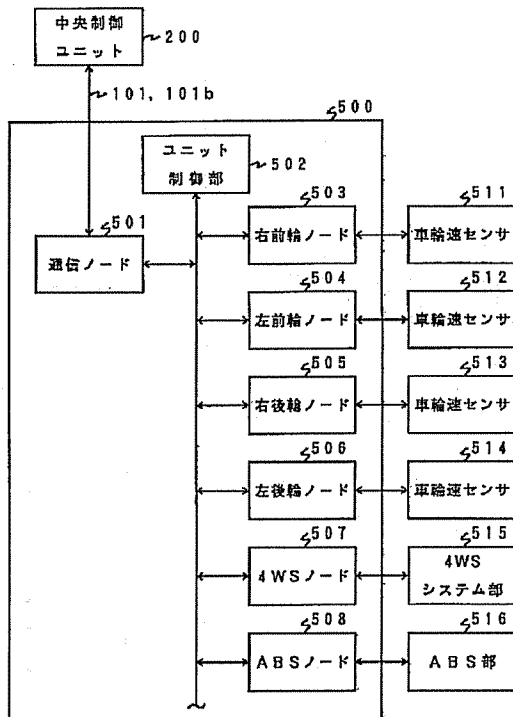 中央制御
ユニット
200
101, 101b
500
ユニット
制御部
502
501
通信ノード
503
右前輪ノード
511
車輪速センサ
504
左前輪ノード
512
車輪速センサ
505
右後輪ノード
513
車輪速センサ
506
左後輪ノード
514
車輪速センサ
507
4WSノード
515
4WS
システム部
508
ABSノード
516
ABS部